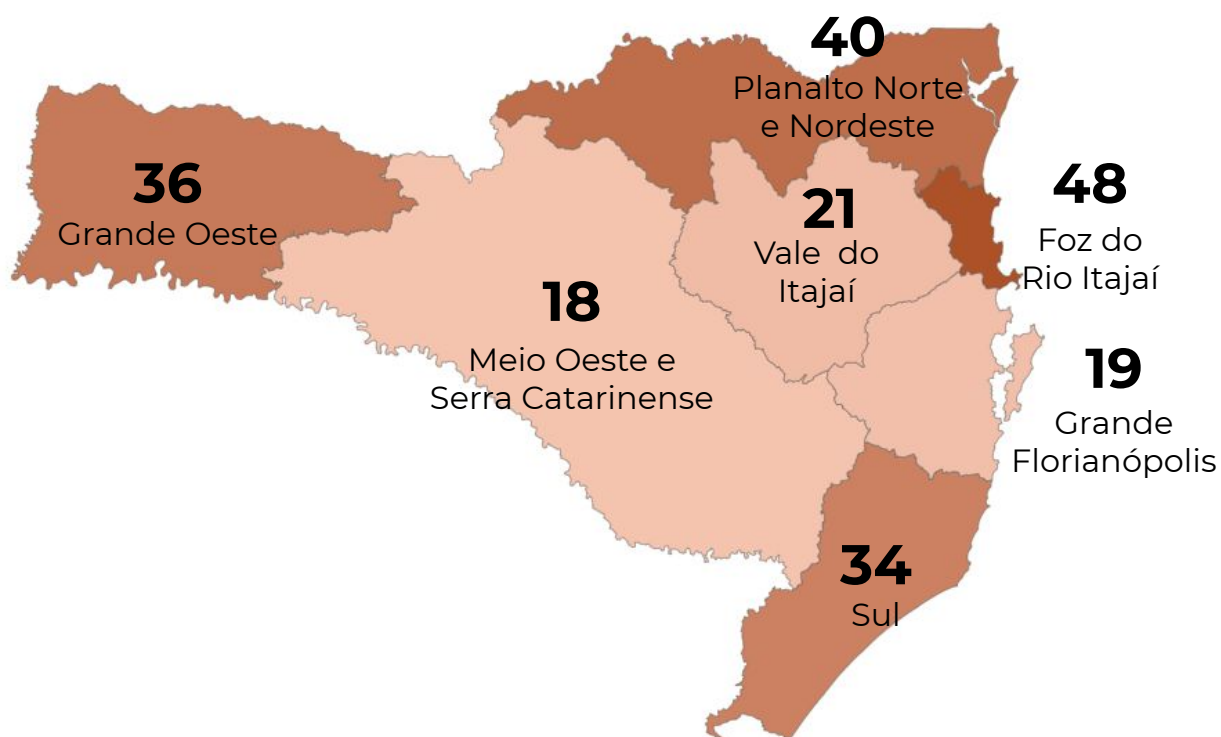 40
Planalto Norte
e Nordeste
36
Grande Oeste
21
Vale do
Itajaí
48
Foz do
Rio Itajaí
18
Meio Oeste e
Serra Catarinense
19
Grande
Florianópolis
34
Sul